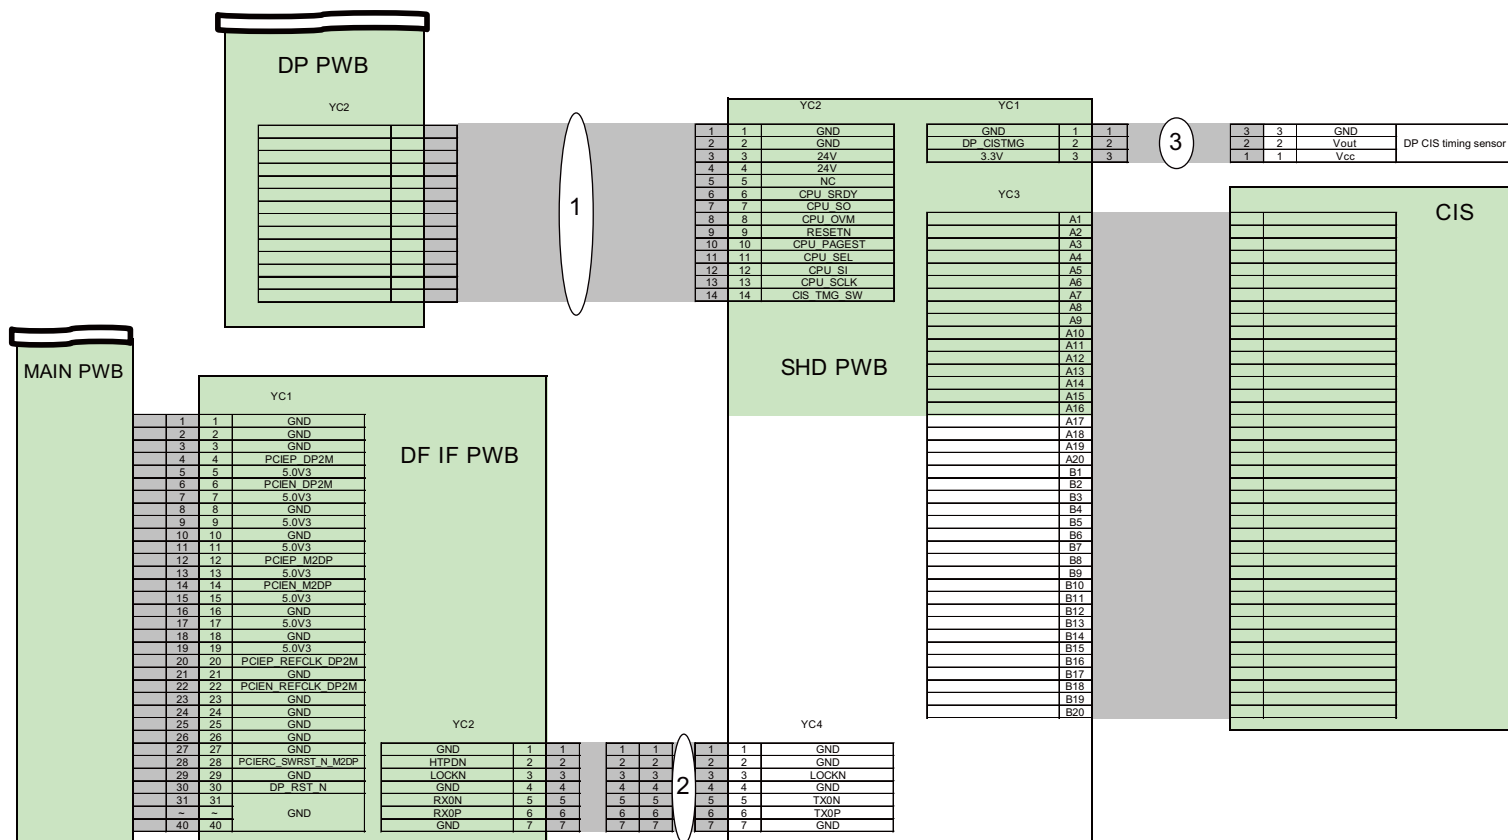 DP PWB
YC2
1
YC2
1 1 GND
2 2 GND
3 3 24V
4 4 24V
5 5 NC
6 6 CPU_SRDY
7 7 CPU_SO
8 8 CPU_OVM
9 9 RESETN
10 10 CPU_PAGEST
11 11 CPU_SEL
12 12 CPU_SI
13 13 CPU_SCLK
14 14 CIS_TMG_SW
SHD PWB
YC1
GND 1 1
DP_CISTMG 2 2
3.3V 3 3
3
3 3 GND
2 2 Vout
1 1 Vcc
DP CIS timing sensor
YC3
A1
A2
A3
A4
A5
A6
A7
A8
A9
A10
A11
A12
A13
A14
A15
A16
A17
A18
A19
A20
B1
B2
B3
B4
B5
B6
B7
B8
B9
B10
B11
B12
B13
B14
B15
B16
B17
B18
B19
B20
CIS
MAIN PWB
YC1
1 1 GND
2 2 GND
3 3 GND
4 4 PCIEP_DP2M
5 5 5.0V3
6 6 PCIEN_DP2M
7 7 5.0V3
8 8 GND
9 9 5.0V3
10 10 GND
11 11 5.0V3
12 12 PCIEP_M2DP
13 13 5.0V3
14 14 PCIEN_M2DP
15 15 5.0V3
16 16 GND
17 17 5.0V3
18 18 GND
19 19 5.0V3
20 20 PCIEP_REFCLK_DP2M
21 21 GND
22 22 PCIEN_REFCLK_DP2M
23 23 GND
24 24 GND
25 25 GND
26 26 GND
27 27 GND
28 28 PCIERC_SWRST_N_M2DP
29 29 GND
30 30 DP_RST_N
31 31
~ ~ GND
40 40
DF IF PWB
YC2
GND 1 1 1 1
HTPDN 2 2 2 2
LOCKN 3 3 3 3
GND 4 4 4 4
RX0N 5 5 5 5
RX0P 6 6 6 6
GND 7 7 7 7
2
YC4
1 1 GND
2 2 GND
3 3 LOCKN
4 4 GND
5 5 TX0N
6 6 TX0P
7 7 GND